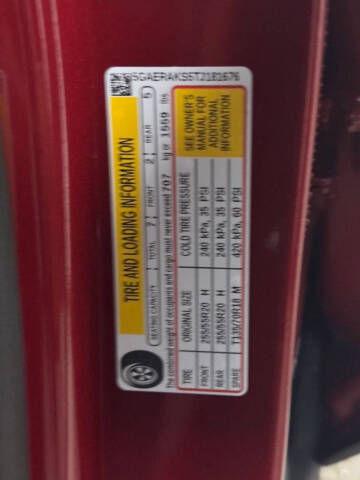 5GAERAKS5TJ181676
TIRE AND LOADING INFORMATION
SEATING CAPACITY TOTAL 7 FRONT 2 REAR 5
The combined weight of occupants and cargo must never exceed 707 kg or 1559 lbs.
TIRE ORIGINAL SIZE COLD TIRE PRESSURE
FRONT 255/55R20 H 240 kPa, 35 PSI
REAR 255/55R20 H 240 kPa, 35 PSI
SPARE T135/70R18 M 420 kPa, 60 PSI
SEE OWNER'S
MANUAL FOR
ADDITIONAL
INFORMATION